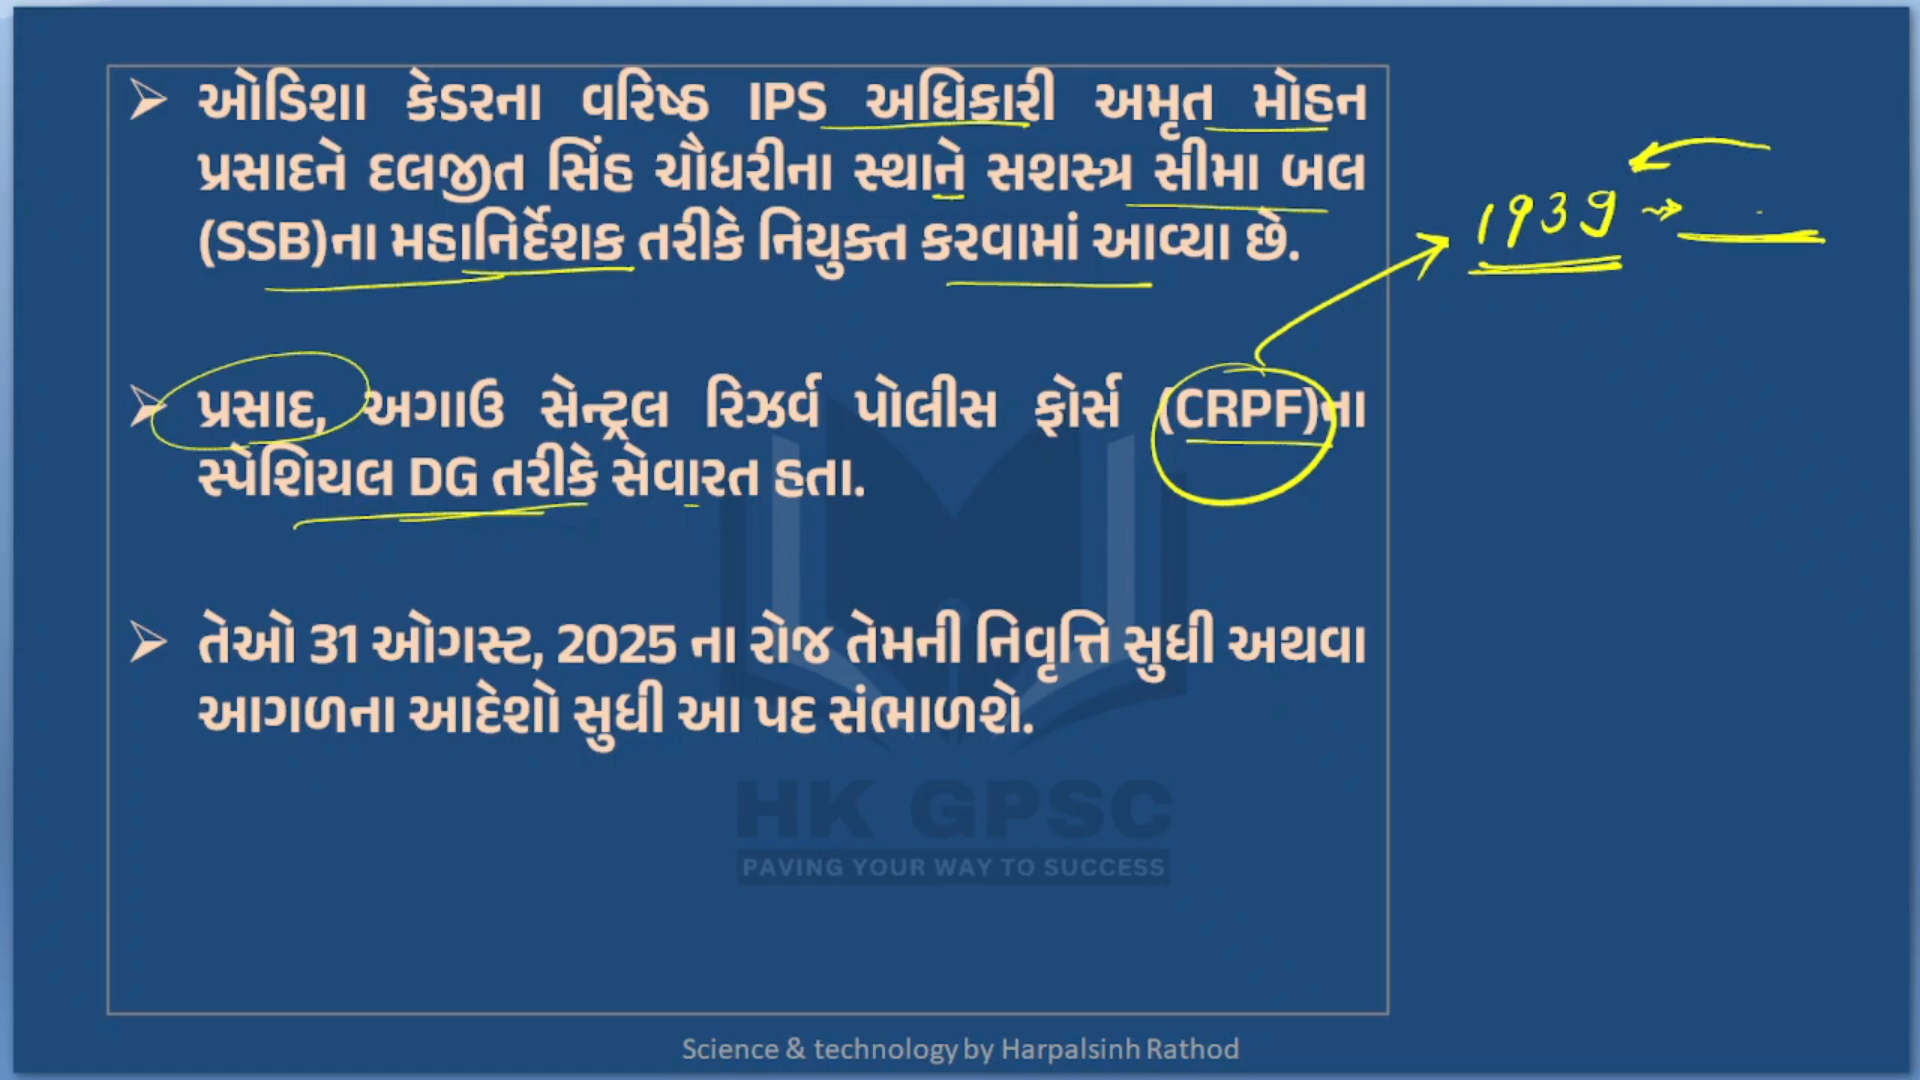 ઓડિશા કેડરના વરિષ્ઠ IPS અધિકારી અમૃત મોહન
પ્રસાદને દલજીત સિંહ ચૌધરીના સ્થાને સશસ્ત્ર સીમા બલ
(SSB)ના મહાનિર્દેશક તરીકે નિયુક્ત કરવામાં આવ્યા છે.
1939
પ્રસાદ, અગાઉ સેન્ટ્રલ રિઝર્વ પોલીસ ફોર્સ (CRPF)ના
સ્પેશિયલ DG તરીકે સેવારત હતા.
તેઓ 31 ઓગસ્ટ, 2025 ના રોજ તેમની નિવૃત્તિ સુધી અથવા
આગળના આદેશો સુધી આ પદ સંભાળશે.
HK GPSC
PAVING YOUR WAY TO SUCCESS
Science & technology by Harpalsinh Rathod